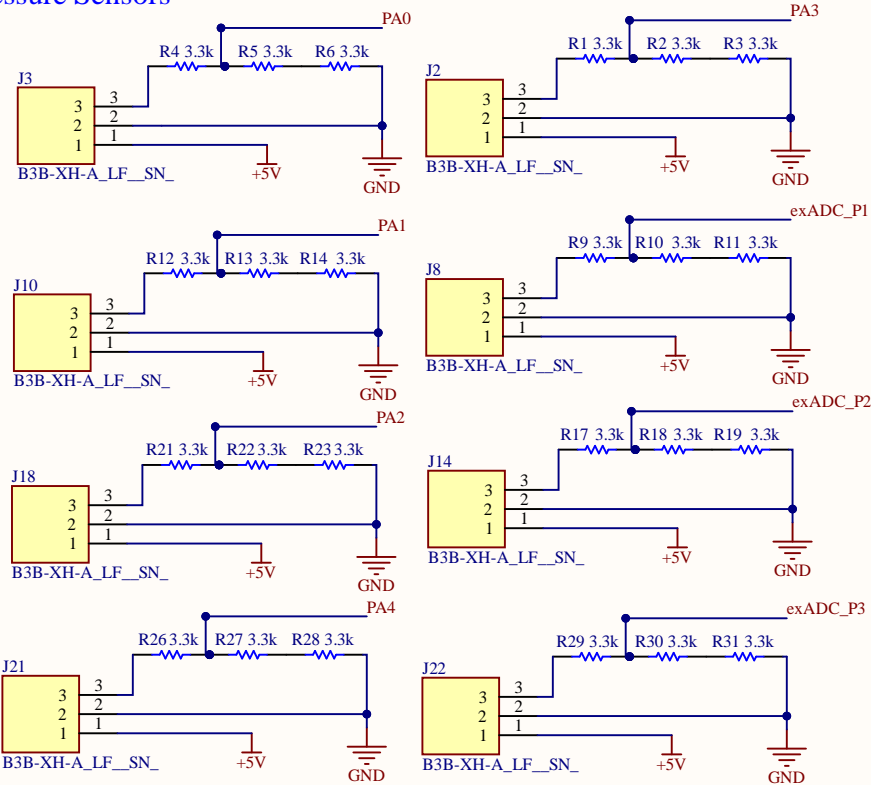 PA0
R4 3.3k R5 3.3k R6 3.3k
J3
3 3
2 2
1 1
B3B-XH-A_LF__SN_
+5V
GND
PA3
R1 3.3k R2 3.3k R3 3.3k
J2
3 3
2 2
1 1
B3B-XH-A_LF__SN_
+5V
GND
PA1
R12 3.3k R13 3.3k R14 3.3k
J10
3 3
2 2
1 1
B3B-XH-A_LF__SN_
+5V
GND
exADC_P1
R9 3.3k R10 3.3k R11 3.3k
J8
3 3
2 2
1 1
B3B-XH-A_LF__SN_
+5V
GND
PA2
R21 3.3k R22 3.3k R23 3.3k
J18
3 3
2 2
1 1
B3B-XH-A_LF__SN_
+5V
GND
exADC_P2
R17 3.3k R18 3.3k R19 3.3k
J14
3 3
2 2
1 1
B3B-XH-A_LF__SN_
+5V
GND
PA4
R26 3.3k R27 3.3k R28 3.3k
J21
3 3
2 2
1 1
B3B-XH-A_LF__SN_
+5V
GND
exADC_P3
R29 3.3k R30 3.3k R31 3.3k
J22
3 3
2 2
1 1
B3B-XH-A_LF__SN_
+5V
GND